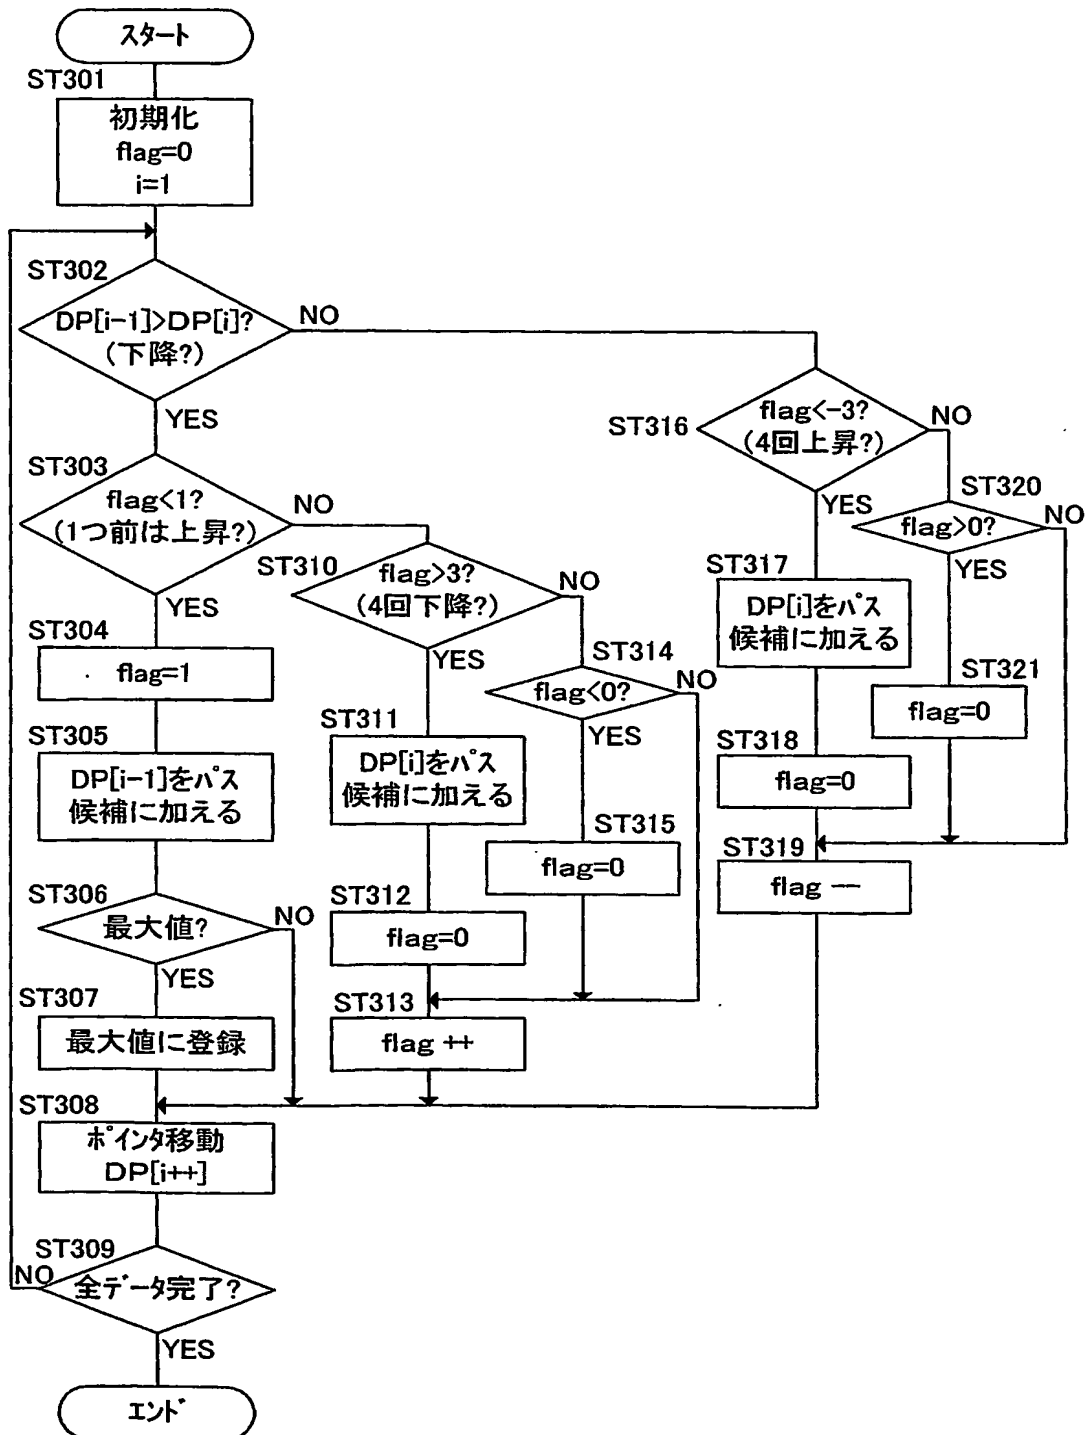 スタート
ST301
初期化
flag=0
i=1
ST302
DP[i-1]>DP[i]?
(下降?)
NO
YES
ST303
flag<1?
(1つ前は上昇?)
NO
YES
ST304
flag=1
ST305
DP[i-1]をパス
候補に加える
ST306
最大値?
NO
YES
ST307
最大値に登録
ST308
ポインタ移動
DP[i++]
ST309
全データ完了?
NO
YES
エンド
ST310
flag>3?
(4回下降?)
NO
YES
ST311
DP[i]をパス
候補に加える
ST312
flag=0
ST313
flag ++
ST314
flag<0?
NO
YES
ST315
flag=0
ST316
flag<-3?
(4回上昇?)
NO
YES
ST317
DP[i]をパス
候補に加える
ST318
flag=0
ST319
flag --
ST320
flag>0?
NO
YES
ST321
flag=0